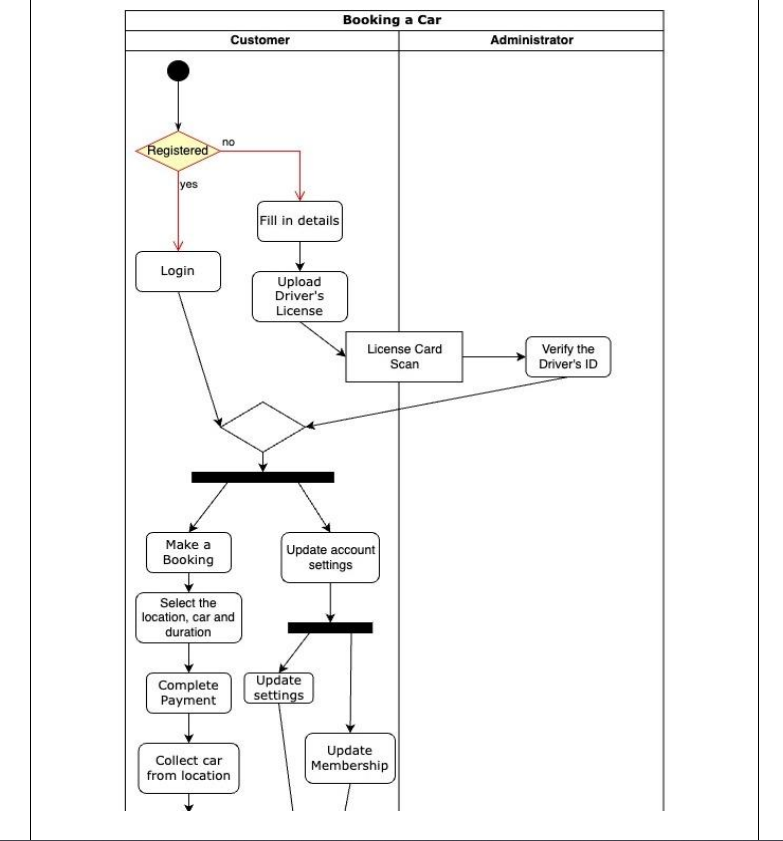 Booking a Car
Customer
Administrator
Registered
no
yes
Fill in details
Login
Upload
Driver's
License
License Card
Scan
Verify the
Driver's ID
Make a
Booking
Update account
settings
Select the
location, car and
duration
Complete
Payment
Update
settings
Collect car
from location
Update
Membership